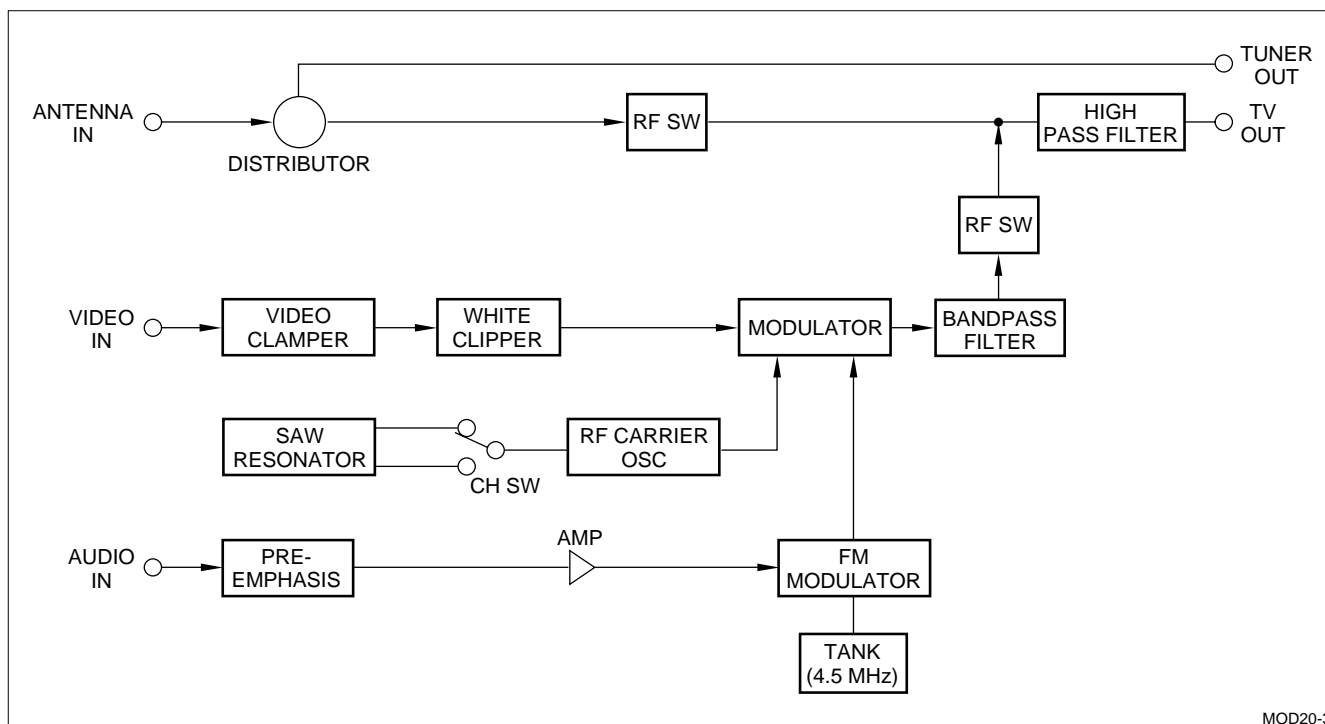 TUNER
OUT
ANTENNA
IN
DISTRIBUTOR
RF SW
HIGH
PASS FILTER
TV
OUT
RF SW
VIDEO
IN
VIDEO
CLAMPER
WHITE
CLIPPER
MODULATOR
BANDPASS
FILTER
SAW
RESONATOR
CH SW
RF CARRIER
OSC
AUDIO
IN
PRE-
EMPHASIS
AMP
FM
MODULATOR
TANK
(4.5 MHz)
MOD20-3